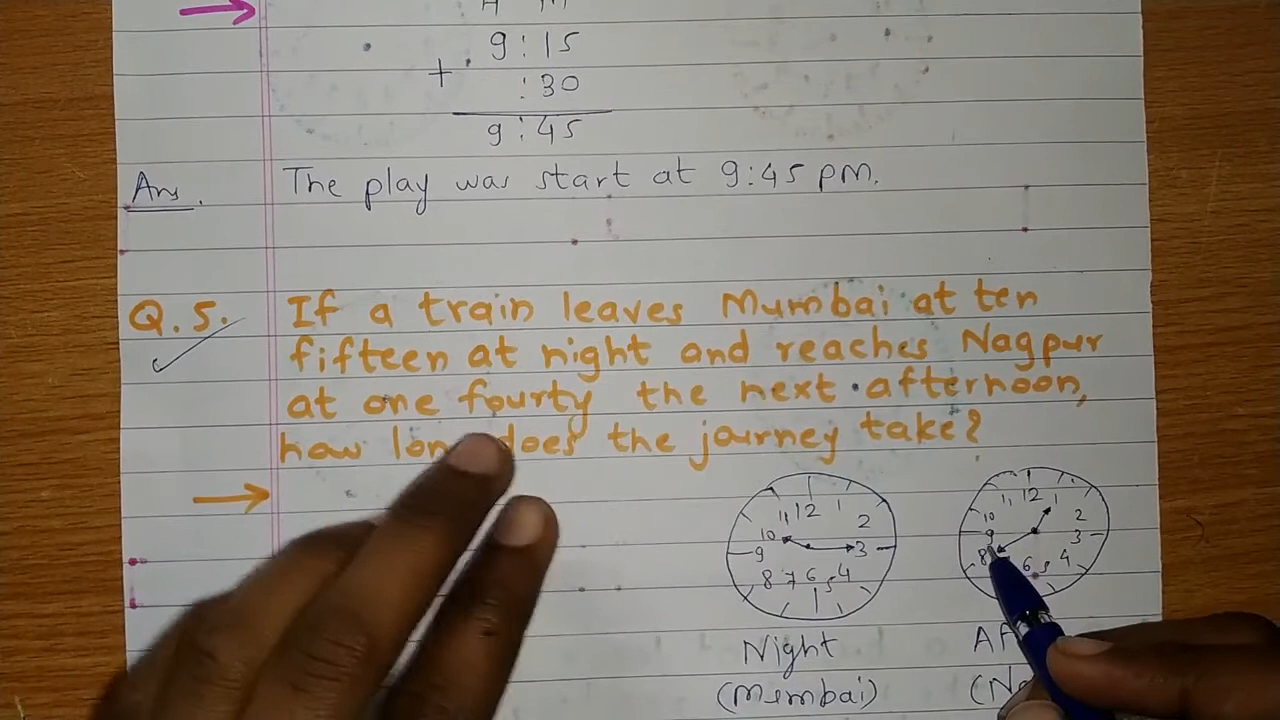 9:15
+ :30
9:45
Ans. The play was start at 9:45 pm.
Q.5. If a train leaves Mumbai at ten
fifteen at night and reaches Nagpur
at one fourty the next afternoon,
how long does the journey take?
11 12 1
10 2
9 3
8 7 6 5 4
11 12 1
10 2
9 3
8 6 5 4
Night
(Mumbai)